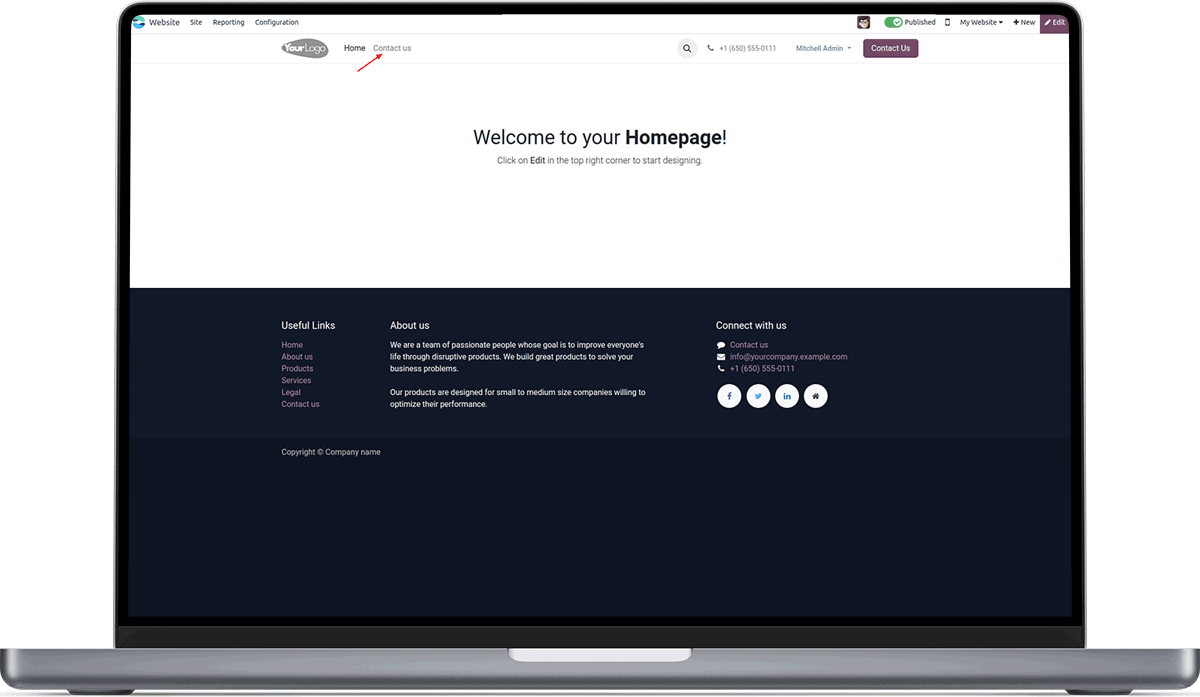 Website Site Reporting Configuration Published My Website +New Edit
YourLogo Home Contact us +1 (650) 555-0111 Mitchell Admin Contact Us
Welcome to your Homepage!
Click on Edit in the top right corner to start designing.
Useful Links
Home
About us
Products
Services
Legal
Contact us
About us
We are a team of passionate people whose goal is to improve everyone's
life through disruptive products. We build great products to solve your
business problems.
Our products are designed for small to medium size companies willing to
optimize their performance.
Connect with us
Contact us
info@yourcompany.example.com
+1 (650) 555-0111
Copyright © Company name